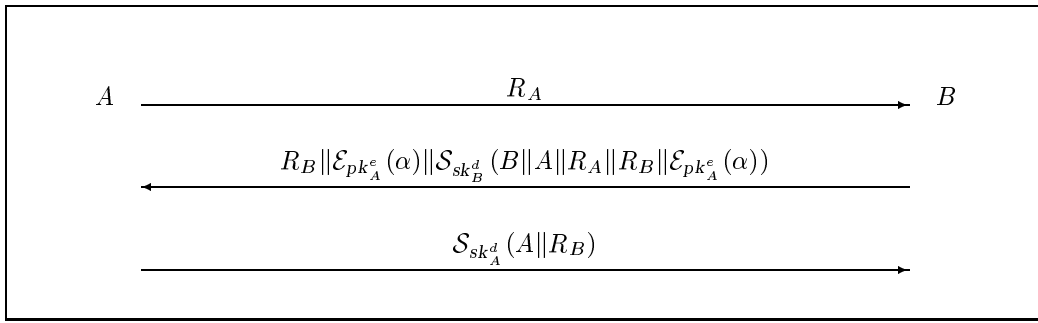 A R_A B
R_B‖ℰ_{pk^e_A}(α)‖𝒮_{sk^d_B}(B‖A‖R_A‖R_B‖ℰ_{pk^e_A}(α))
𝒮_{sk^d_A}(A‖R_B)